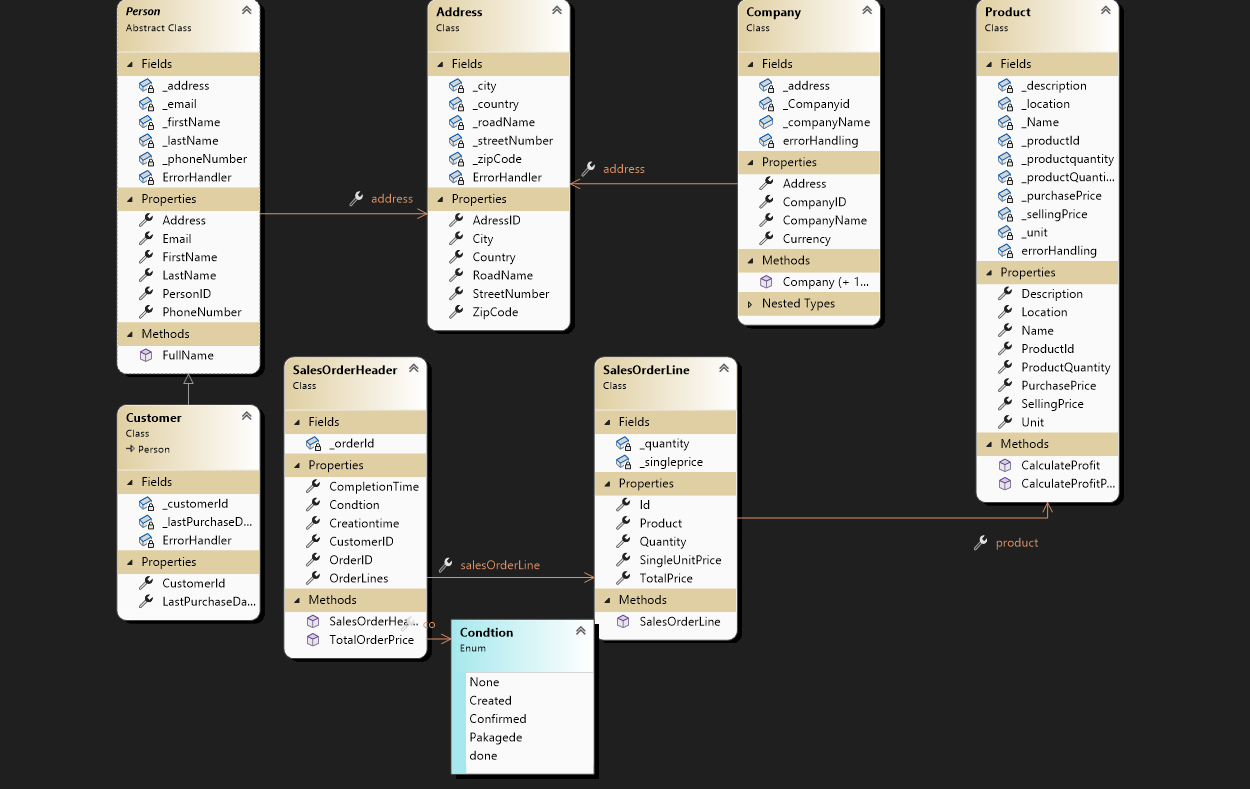 Person
Abstract Class
Fields
_address
_email
_firstName
_lastName
_phoneNumber
ErrorHandler
Properties
Address
Email
FirstName
LastName
PersonID
PhoneNumber
Methods
FullName
address
Address
Class
Fields
_city
_country
_roadName
_streetNumber
_zipCode
ErrorHandler
Properties
AdressID
City
Country
RoadName
StreetNumber
ZipCode
address
Company
Class
Fields
_address
_Companyid
_companyName
errorHandling
Properties
Address
CompanyID
CompanyName
Currency
Methods
Company (+ 1...
Nested Types
Product
Class
Fields
_description
_location
_Name
_productId
_productquantity
_productQuanti...
_purchasePrice
_sellingPrice
_unit
errorHandling
Properties
Description
Location
Name
ProductId
ProductQuantity
PurchasePrice
SellingPrice
Unit
Methods
CalculateProfit
CalculateProfitP...
Customer
Class
Person
Fields
_customerId
_lastPurchaseD...
ErrorHandler
Properties
CustomerId
LastPurchaseDa...
SalesOrderHeader
Class
Fields
_orderId
Properties
CompletionTime
Condtion
Creationtime
CustomerID
OrderID
OrderLines
Methods
SalesOrderHea...
TotalOrderPrice
salesOrderLine
co
SalesOrderLine
Class
Fields
_quantity
_singleprice
Properties
Id
Product
Quantity
SingleUnitPrice
TotalPrice
Methods
SalesOrderLine
product
Condtion
Enum
None
Created
Confirmed
Pakagede
done